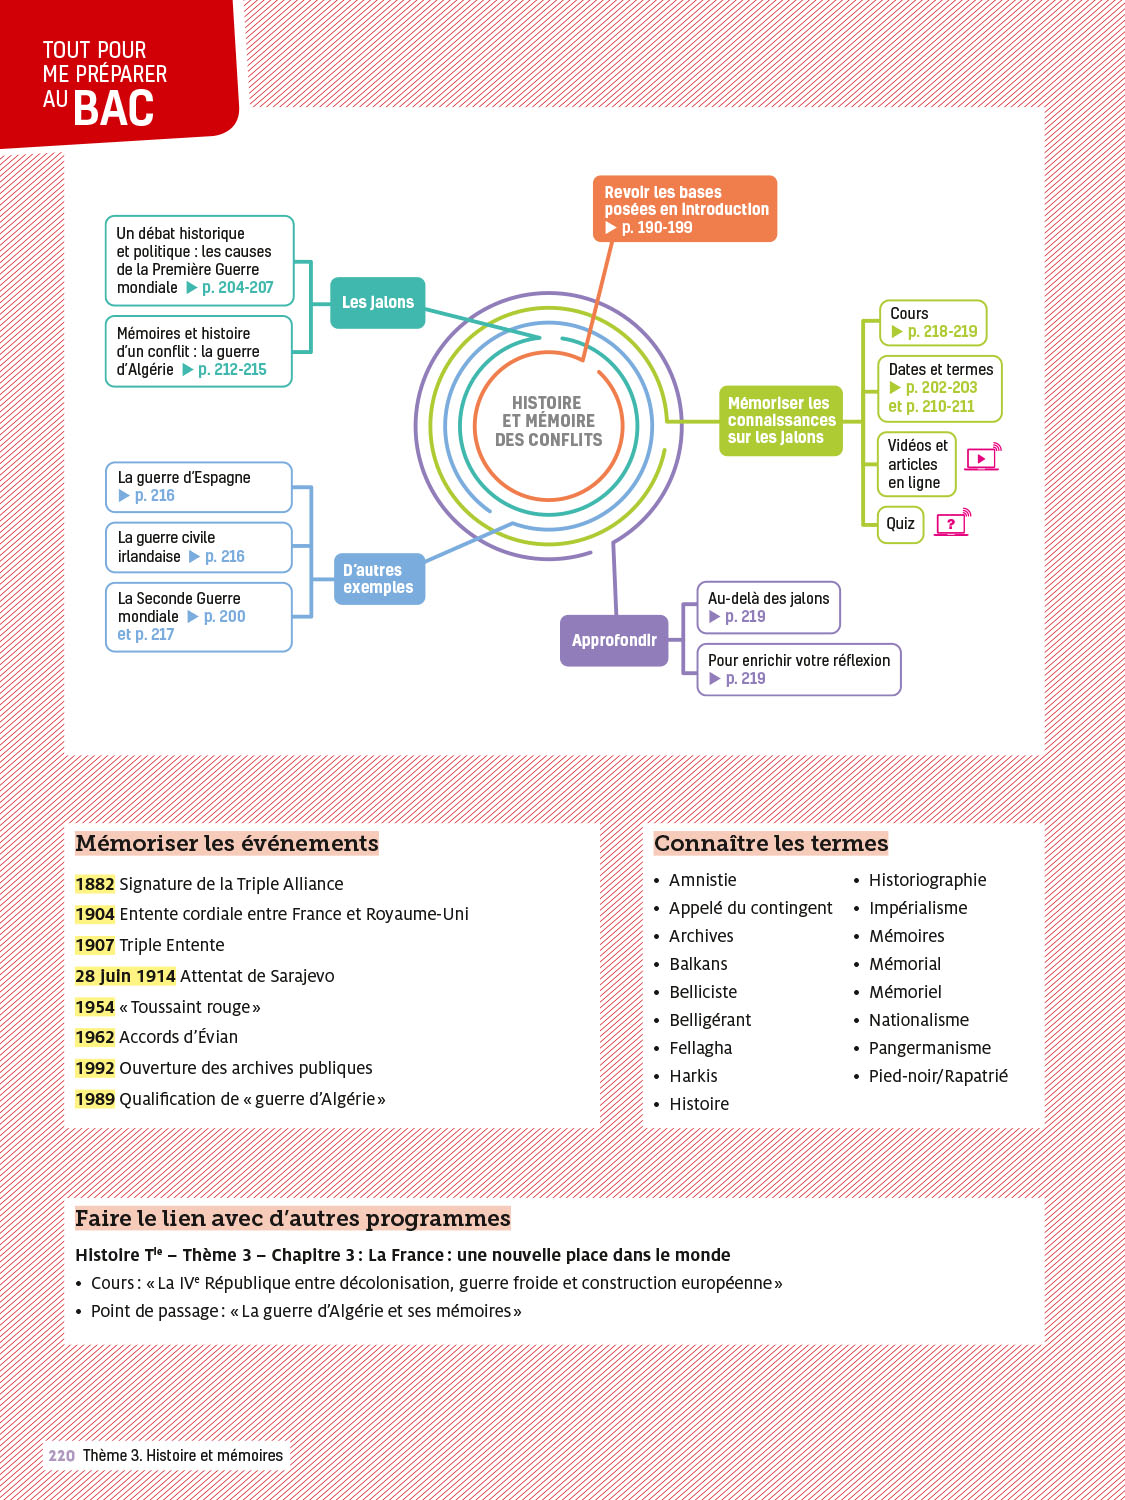 TOUT POUR
ME PRÉPARER
AU BAC
Revoir les bases
posées en introduction
▶ p. 190-199
Un débat historique
et politique : les causes
de la Première Guerre
mondiale ▶ p. 204-207
Mémoires et histoire
d'un conflit : la guerre
d'Algérie ▶ p. 212-215
Les jalons
HISTOIRE
ET MÉMOIRE
DES CONFLITS
Mémoriser les
connaissances
sur les jalons
Cours
▶ p. 218-219
Dates et termes
▶ p. 202-203
et p. 210-211
Vidéos et
articles
en ligne
Quiz
?
La guerre d'Espagne
▶ p. 216
La guerre civile
irlandaise ▶ p. 216
La Seconde Guerre
mondiale ▶ p. 200
et p. 217
D'autres
exemples
Approfondir
Au-delà des jalons
▶ p. 219
Pour enrichir votre réflexion
▶ p. 219
Mémoriser les événements
1882 Signature de la Triple Alliance
1904 Entente cordiale entre France et Royaume-Uni
1907 Triple Entente
28 juin 1914 Attentat de Sarajevo
1954 « Toussaint rouge »
1962 Accords d'Évian
1992 Ouverture des archives publiques
1989 Qualification de « guerre d'Algérie »
Connaître les termes
• Amnistie
• Appelé du contingent
• Archives
• Balkans
• Belliciste
• Belligérant
• Fellagha
• Harkis
• Histoire
• Historiographie
• Impérialisme
• Mémoires
• Mémorial
• Mémoriel
• Nationalisme
• Pangermanisme
• Pied-noir/Rapatrié
Faire le lien avec d'autres programmes
Histoire Tle – Thème 3 – Chapitre 3 : La France : une nouvelle place dans le monde
• Cours : « La IVe République entre décolonisation, guerre froide et construction européenne »
• Point de passage : « La guerre d'Algérie et ses mémoires »
220 Thème 3. Histoire et mémoires